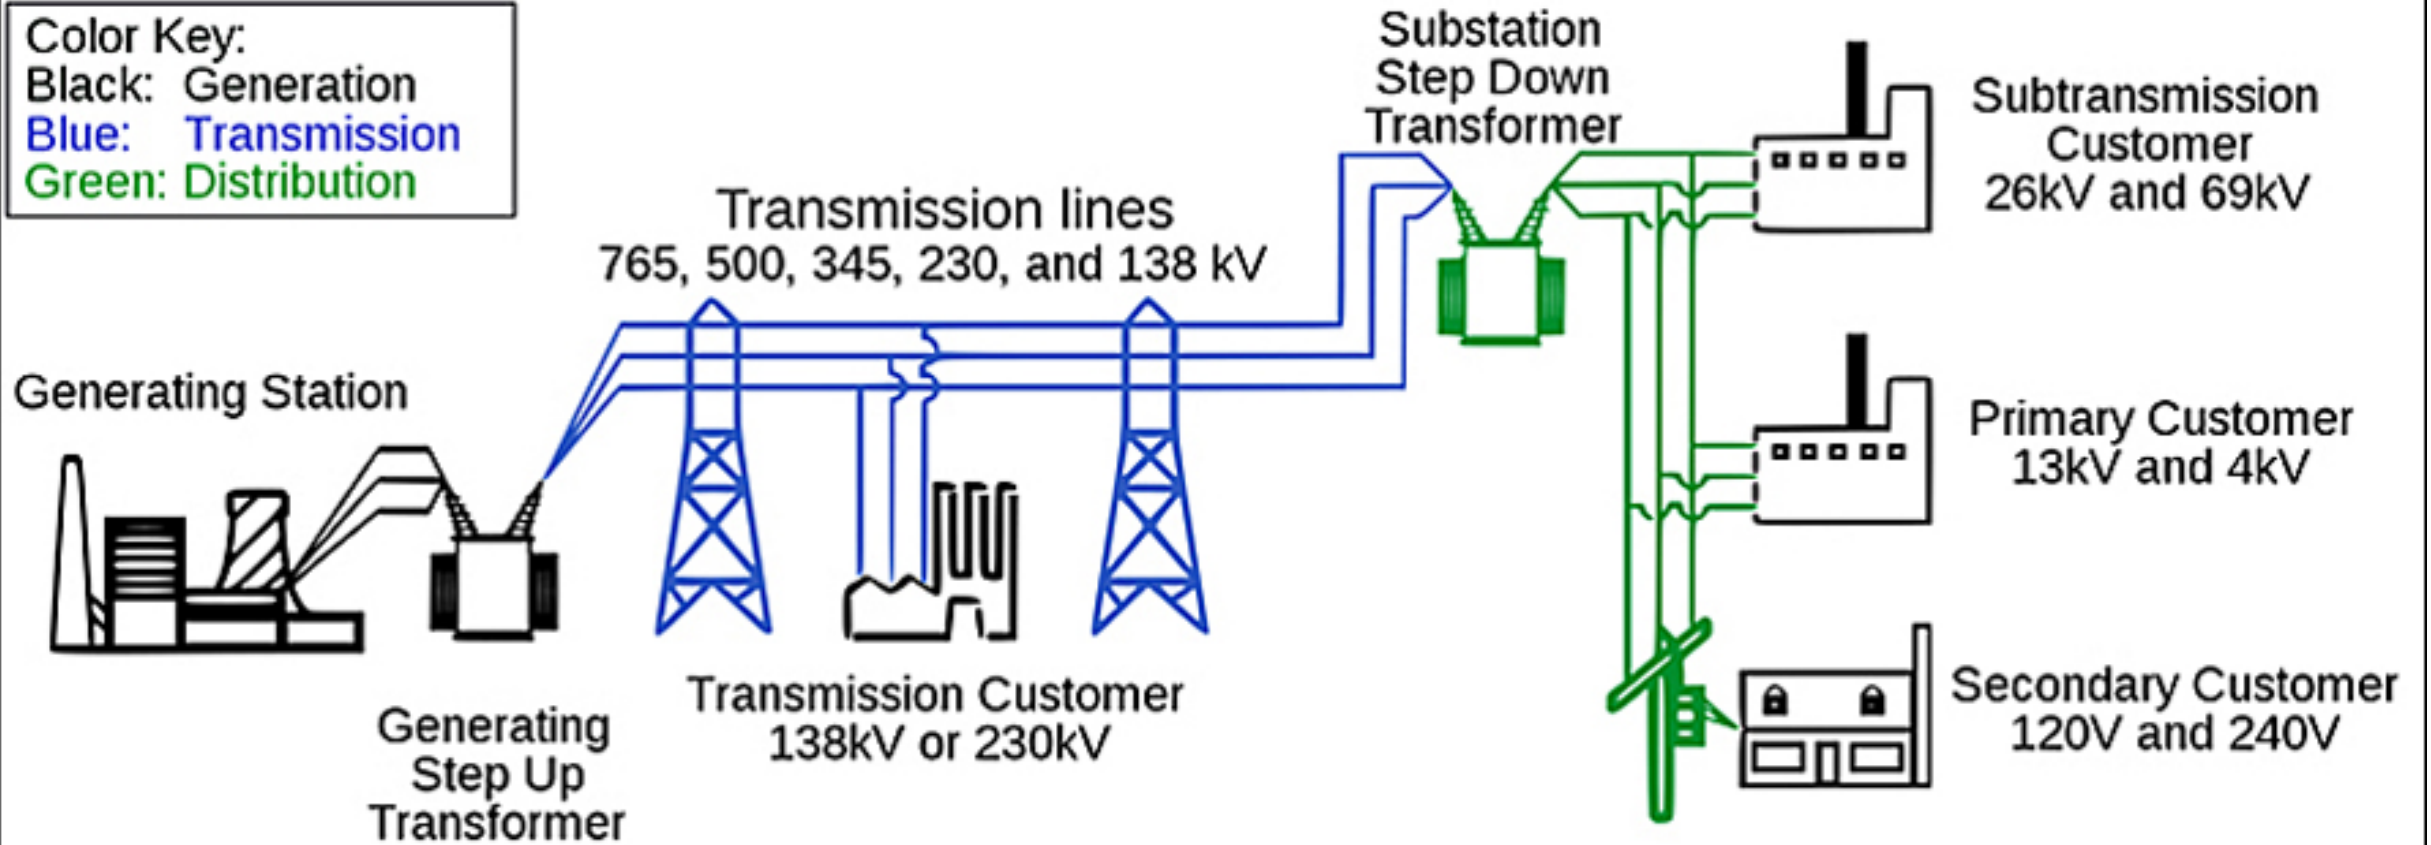 Color Key:
Black: Generation
Blue: Transmission
Green: Distribution
Substation
Step Down
Transformer
Subtransmission
Customer
26kV and 69kV
Transmission lines
765, 500, 345, 230, and 138 kV
Generating Station
Primary Customer
13kV and 4kV
Transmission Customer
138kV or 230kV
Secondary Customer
120V and 240V
Generating
Step Up
Transformer